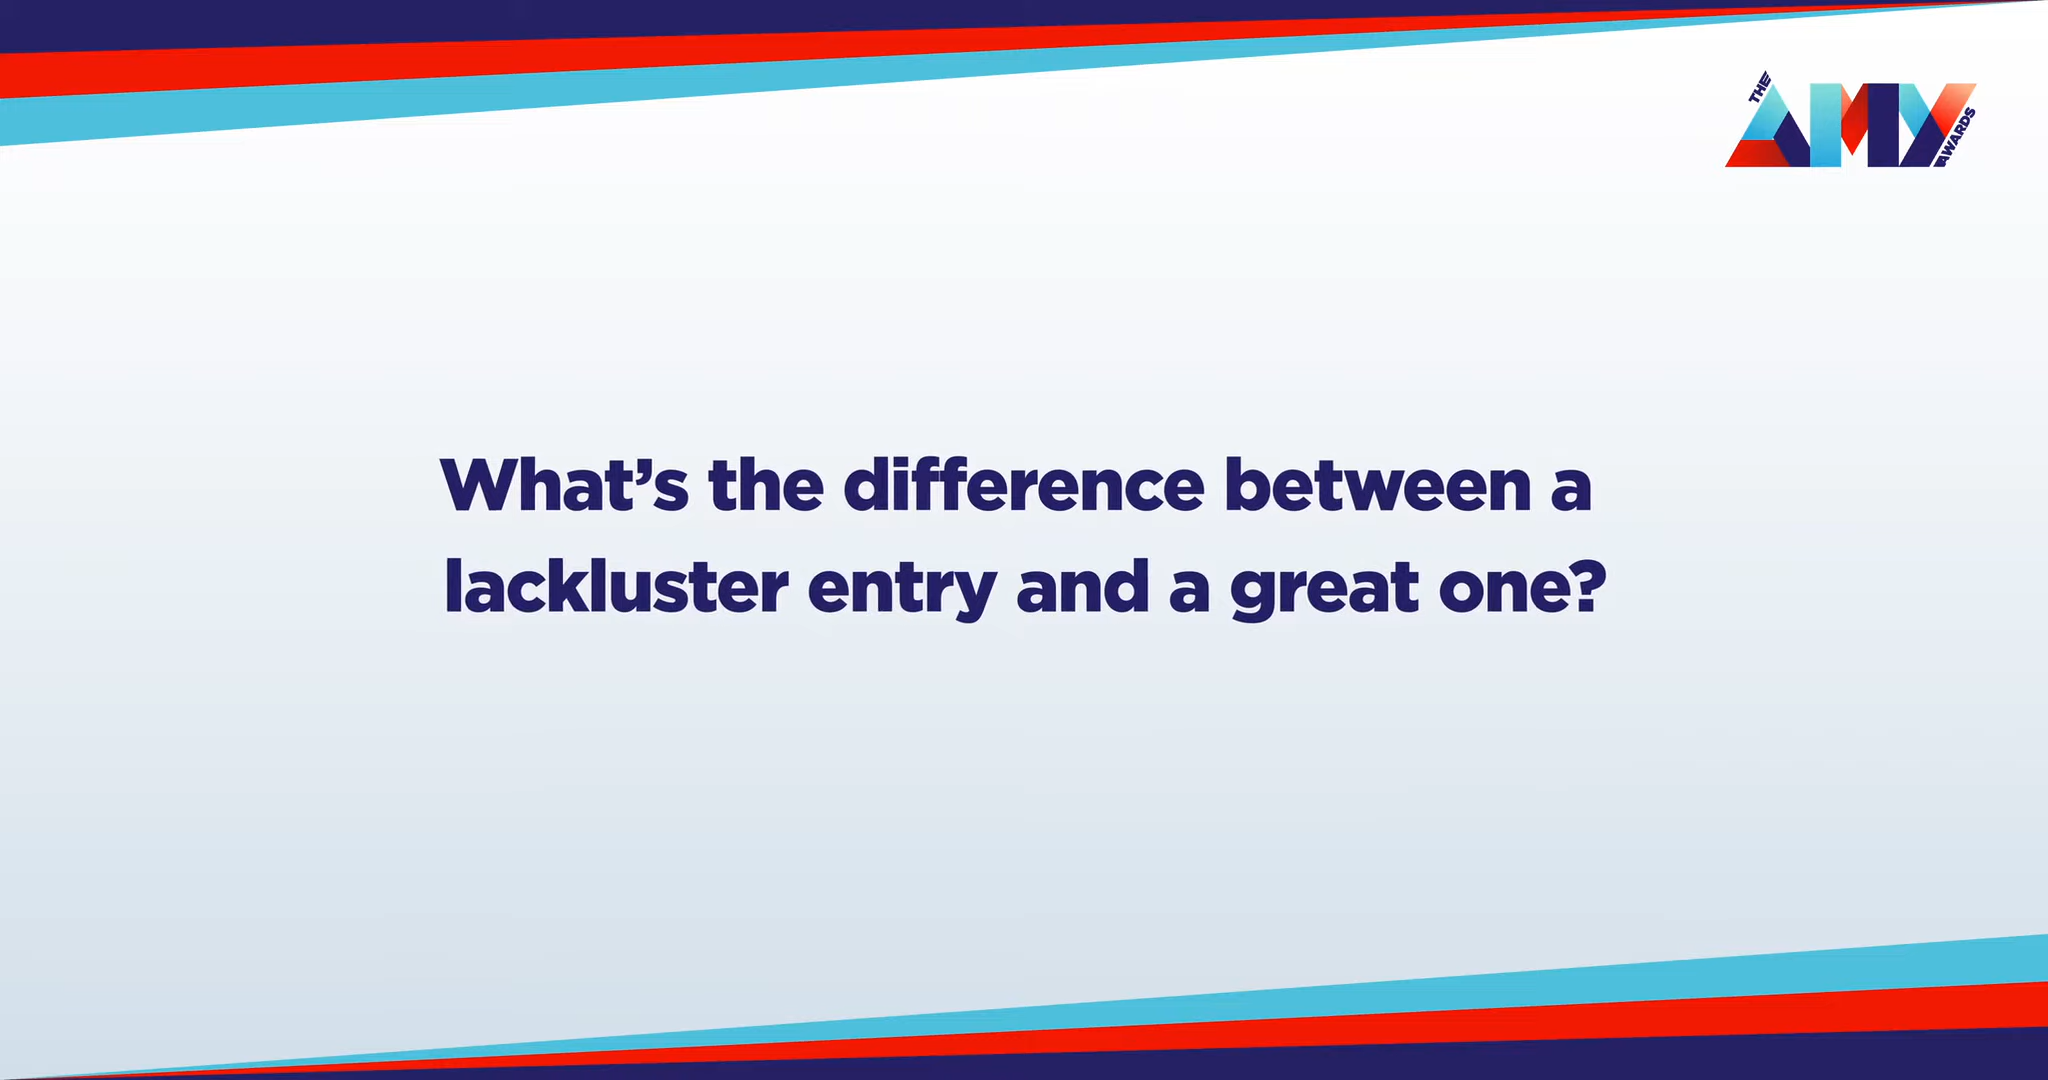 THE
AMY
AWARDS
What's the difference between a
lackluster entry and a great one?